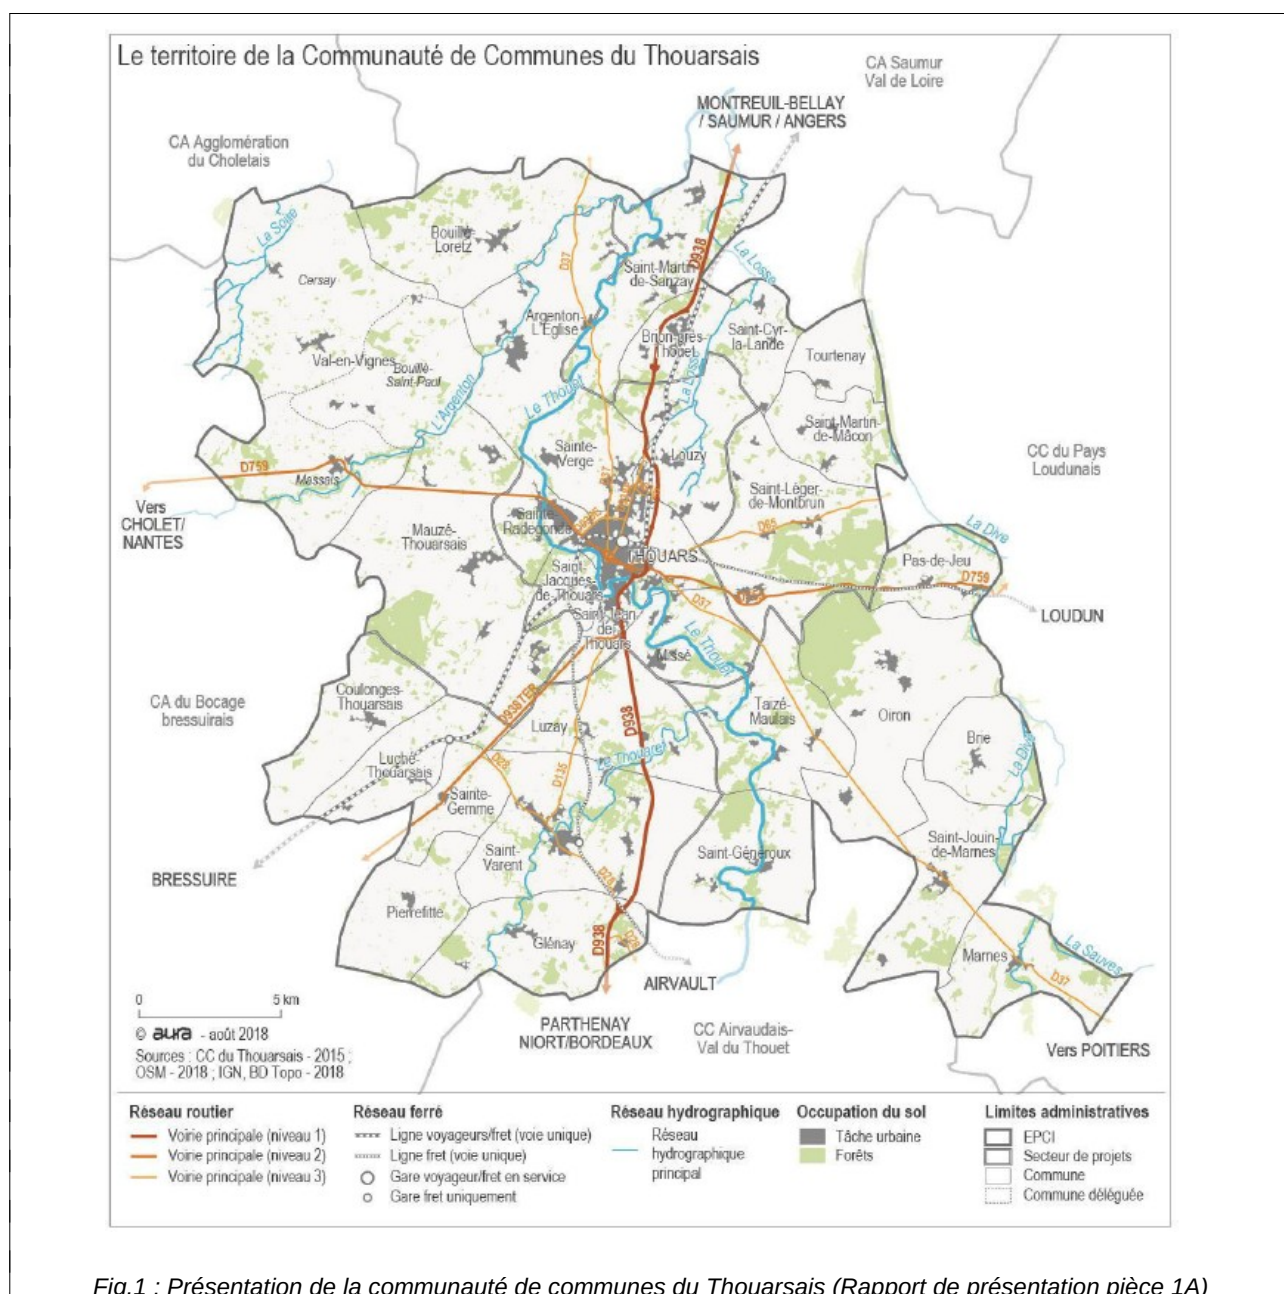 Le territoire de la Communauté de Communes du Thouarsais
CA Saumur
Val de Loire
MONTREUIL-BELLAY
/ SAUMUR / ANGERS
CA Agglomération
du Choletais
La Losse
D938
D37
Bouillé-
Loretz
Saint-Martin
de-Sanzay
Cersay
Argenton-
L'Eglise
Brion-près-
Thouet
Saint-Cyr-
la-Lande
Tourtenay
Val-en-Vignes
Bouillé-
Saint-Paul
L'Argenton
Le Thouet
Saint-Martin-
de-Mâcon
CC du Pays
Loudunais
Sainte-
Verge
D37
Louzy
D759
Massais
Vers
CHOLET/
NANTES
Saint-Léger-
de-Montbrun
Sainte-
Radegonde
D65
La Dive
Mauzé-
Thouarsais
THOUARS
Pas-de-Jeu
D759
Saint-
Jacques-
de-Thouars
D37
LOUDUN
Saint-Jean
de
Thouars
Missé
Le Thouet
CA du Bocage
bressuirais
Coulonges-
Thouarsais
D938TER
D938
Taizé-
Maulais
Oiron
Luzay
Le Thouaret
Brie
La Dive
Luché-
Thouarsais
D28
D135
Sainte-
Gemme
Saint-Jouin-
de-Marnes
Saint-
Varent
Saint-Généroux
BRESSUIRE
D28
Pierrefitte
Glénay
D938
D28
Marnes
La Sauves
D37
AIRVAULT
0 5 km
PARTHENAY
NIORT/BORDEAUX
CC Airvaudais-
Val du Thouet
Vers POITIERS
© aura - août 2018
Sources : CC du Thouarsais - 2015 ;
OSM - 2018 ; IGN, BD Topo - 2018
Réseau routier
Voirie principale (niveau 1)
Voirie principale (niveau 2)
Voirie principale (niveau 3)
Réseau ferré
Ligne voyageurs/fret (voie unique)
Ligne fret (voie unique)
Gare voyageur/fret en service
Gare fret uniquement
Réseau hydrographique
Réseau
hydrographique
principal
Occupation du sol
Tâche urbaine
Forêts
Limites administratives
EPCI
Secteur de projets
Commune
Commune déléguée
Fig.1 : Présentation de la communauté de communes du Thouarsais (Rapport de présentation pièce 1A)